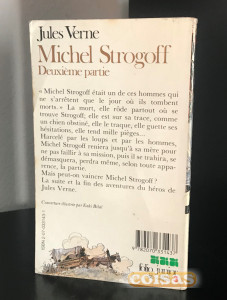 Jules Verne
Michel Strogoff
Deuxième partie
« Michel Strogoff était un de ces hommes qui
ne s'arrêtent que le jour où ils tombent
morts. » La mort, elle rôde partout où se
trouve Strogoff; elle est sur sa trace, comme
un chien obstiné, elle le traque, elle guette ses
hésitations, elle tend mille pièges...
Harcelé par les loups et par les hommes,
Michel Strogoff reniera jusqu'à sa mère pour
ne pas faillir à sa mission, puis il se trahira, se
démasquera, perdra même, selon toute appa-
rence, la partie.
Mais peut-on vaincre Michel Strogoff ?
La suite et la fin des aventures du héros de
Jules Verne.
Couverture illustrée par
folio junior
coisas